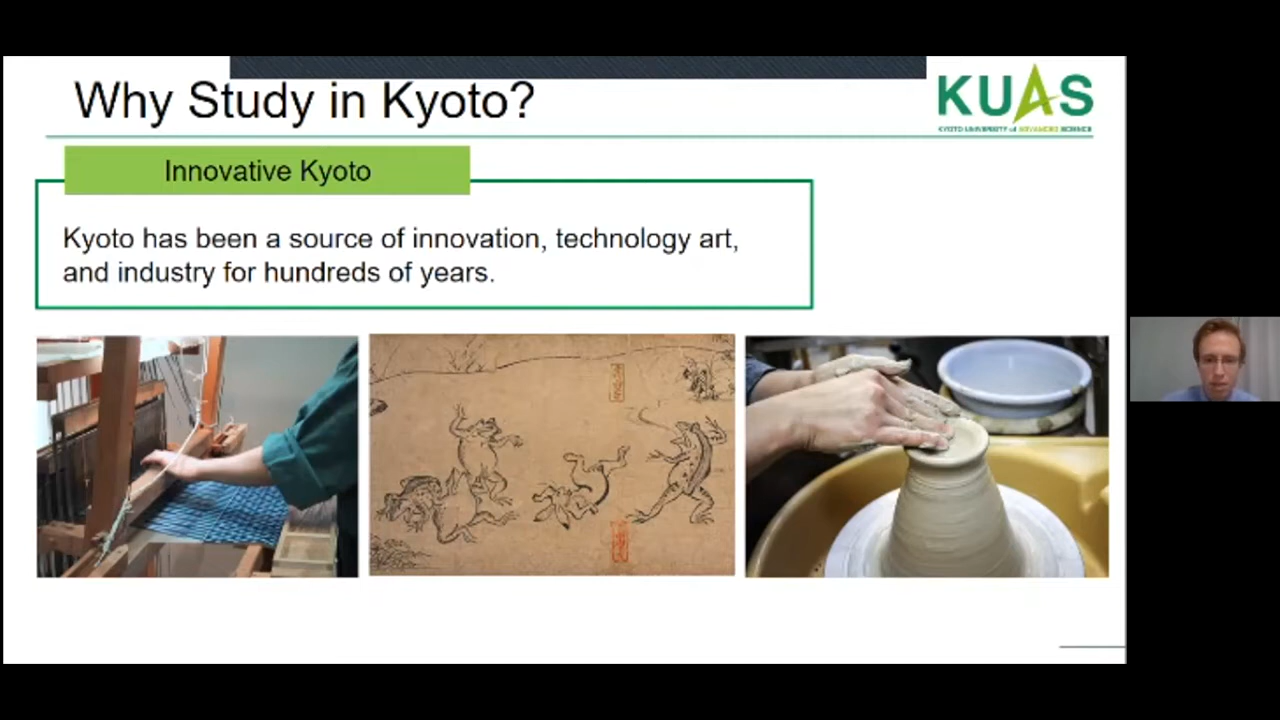 Why Study in Kyoto?
KUAS
KYOTO UNIVERSITY of ADVANCED SCIENCE
Innovative Kyoto
Kyoto has been a source of innovation, technology art,
and industry for hundreds of years.